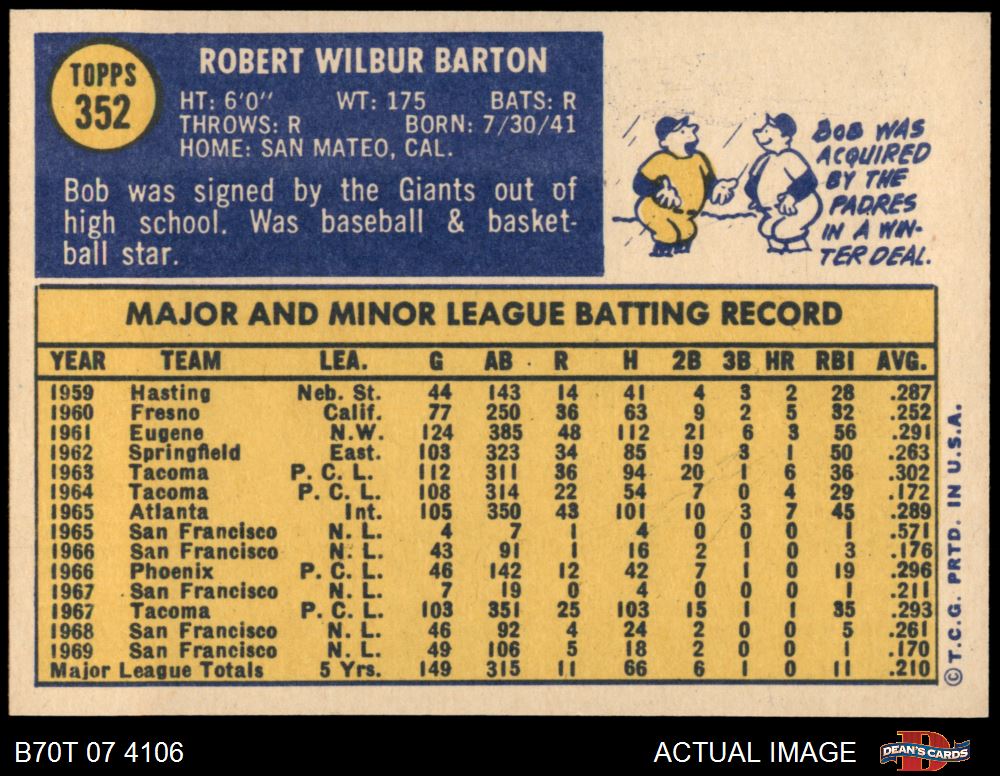 TOPPS
352
ROBERT WILBUR BARTON
HT: 6'0" WT: 175 BATS: R
THROWS: R BORN: 7/30/41
HOME: SAN MATEO, CAL.
Bob was signed by the Giants out of
high school. Was baseball & basket-
ball star.
BOB WAS
ACQUIRED
BY THE
PADRES
IN A WIN-
TER DEAL.
MAJOR AND MINOR LEAGUE BATTING RECORD
YEAR TEAM LEA. G AB R H 2B 3B HR RBI AVG.
1959 Hasting Neb. St. 44 143 14 41 4 3 2 28 .287
1960 Fresno Calif. 77 250 36 63 9 2 5 32 .252
1961 Eugene N.W. 124 385 48 112 21 6 3 56 .291
1962 Springfield East. 103 323 34 85 19 3 1 50 .263
1963 Tacoma P. C. L. 112 311 36 94 20 1 6 36 .302
1964 Tacoma P. C. L. 108 314 22 54 7 0 4 29 .172
1965 Atlanta Int. 105 350 43 101 10 3 7 45 .289
1965 San Francisco N. L. 4 7 1 4 0 0 0 1 .571
1966 San Francisco N. L. 43 91 1 16 2 1 0 3 .176
1966 Phoenix P. C. L. 46 142 12 42 7 1 0 19 .296
1967 San Francisco N. L. 7 19 0 4 0 0 0 1 .211
1967 Tacoma P. C. L. 103 351 25 103 15 1 1 35 .293
1968 San Francisco N. L. 46 92 4 24 2 0 0 5 .261
1969 San Francisco N. L. 49 106 5 18 2 0 0 1 .170
Major League Totals 5 Yrs. 149 315 11 66 6 1 0 11 .210
© T.C.G. PRTD. IN U.S.A.
B70T 07 4106
ACTUAL IMAGE
DEAN'S CARDS